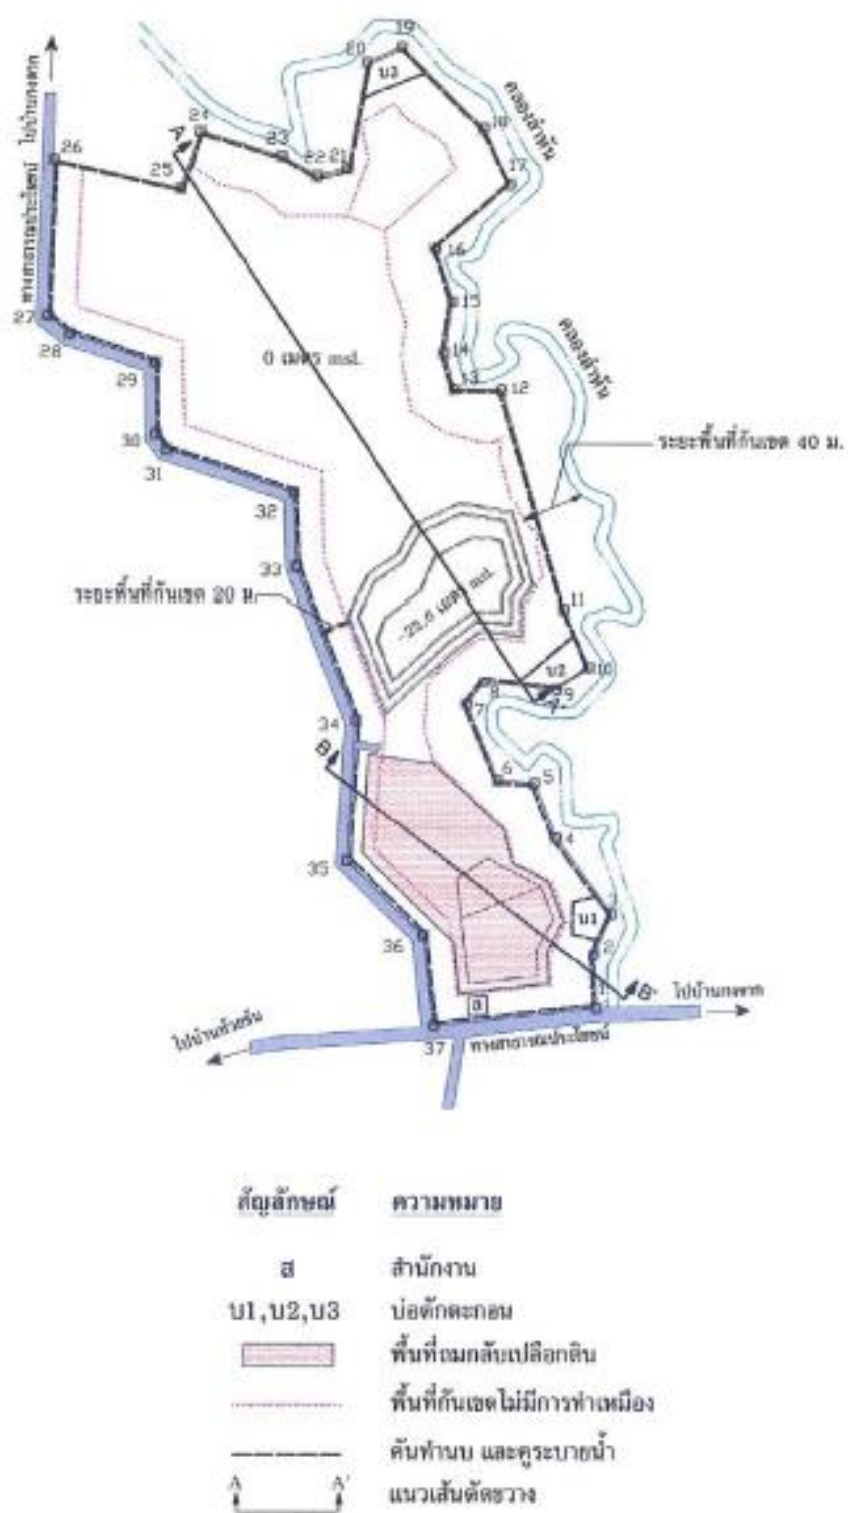 19
20
บ3
คลองลำพัน
ไปบ้านกงตาก
24
A
18
26
23
22
21
25
17
ทางสาธารณประโยชน์
16
15
27
28
คลองลำพัน
14
0 เมตร msl.
13
12
29
ระยะพื้นที่กันเขต 40 ม.
30
31
32
33
-25.6 เมตร msl.
ระยะพื้นที่กันเขต 20 ม.
11
บ2
10
8
9
7
A'
34
B
6
5
4
35
3
บ1
36
2
B'
ไปบ้านกงตาก
ส
1
37
ทางสาธารณประโยชน์
สัญลักษณ์ ความหมาย
ส สำนักงาน
บ1,บ2,บ3 บ่อดักตะกอน
พื้นที่ถมกลับเปลือกดิน
พื้นที่กันเขตไม่มีการทำเหมือง
คันทำนบ และคูระบายน้ำ
A A' แนวเส้นตัดขวาง